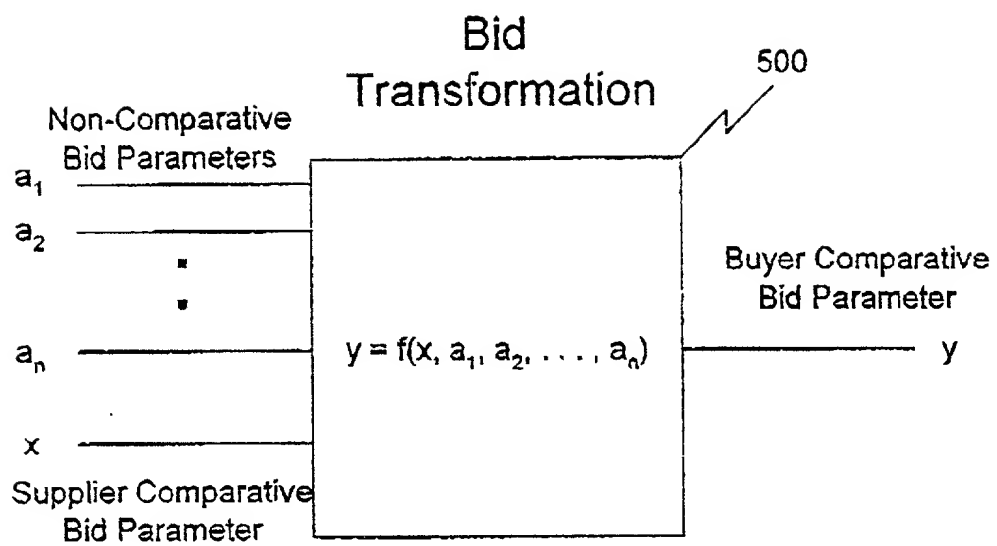 Bid
Transformation
500
Non-Comparative
Bid Parameters
a₁
a₂
aₙ
x
Supplier Comparative
Bid Parameter
y = f(x, a₁, a₂, . . . , aₙ)
Buyer Comparative
Bid Parameter
y